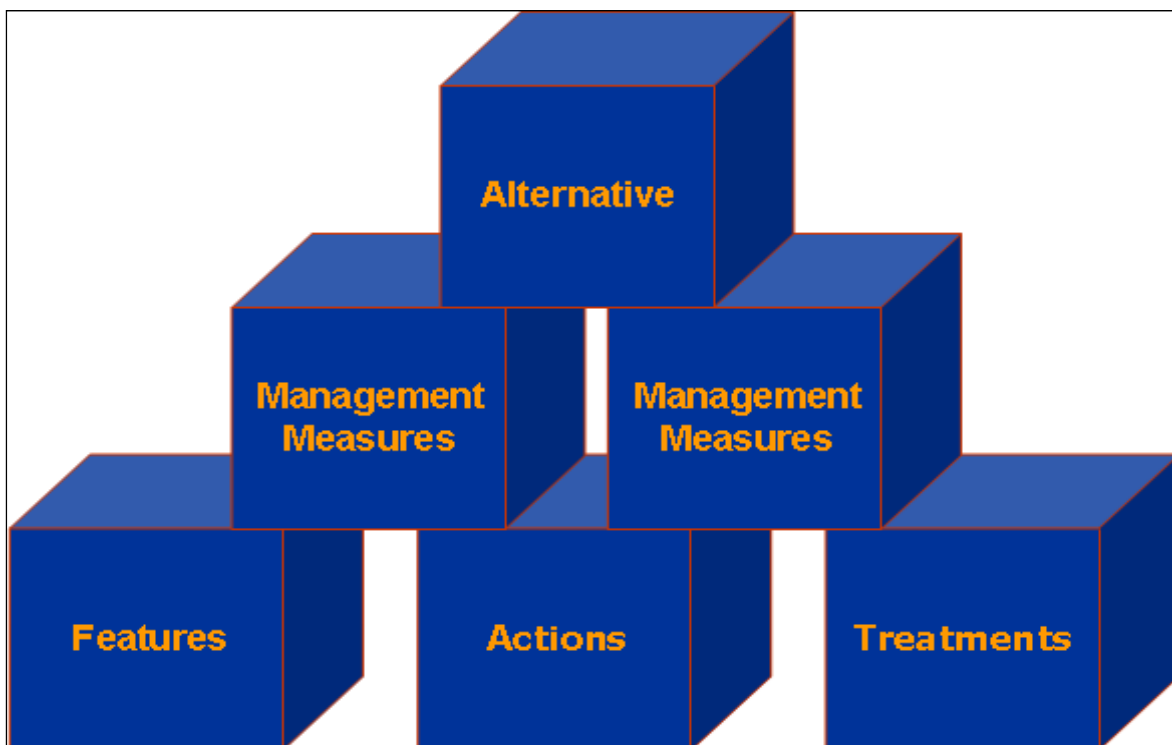 Alternative
Management Management
Measures Measures
Features Actions Treatments